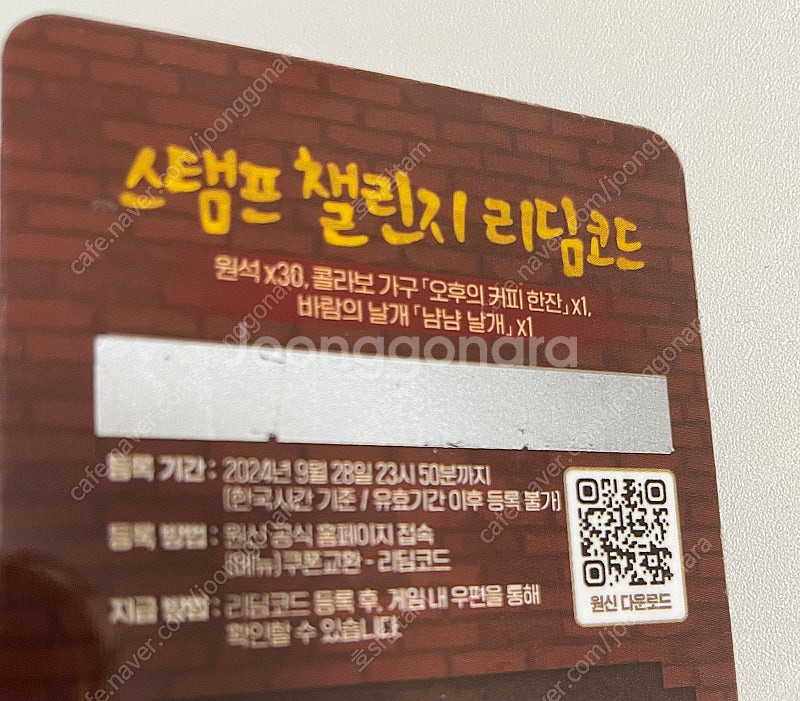 스탬프 챌린지 리딤코드
원석 x30, 콜라보 가구 「오후의 커피 한잔」 x1,
바람의 날개 「냠냠 날개」 x1
Joonggonara
등록 기간 : 2024년 9월 28일 23시 50분까지
(한국시간 기준 / 유효기간 이후 등록 불가)
등록 방법 : 원신 공식 홈페이지 접속
쿠폰교환 - 리딤코드
지급 방법 : 리딤코드 등록 후, 게임 내 우편을 통해
확인할 수 있습니다.
원신 다운로드
cafe.naver.com/joonggonara